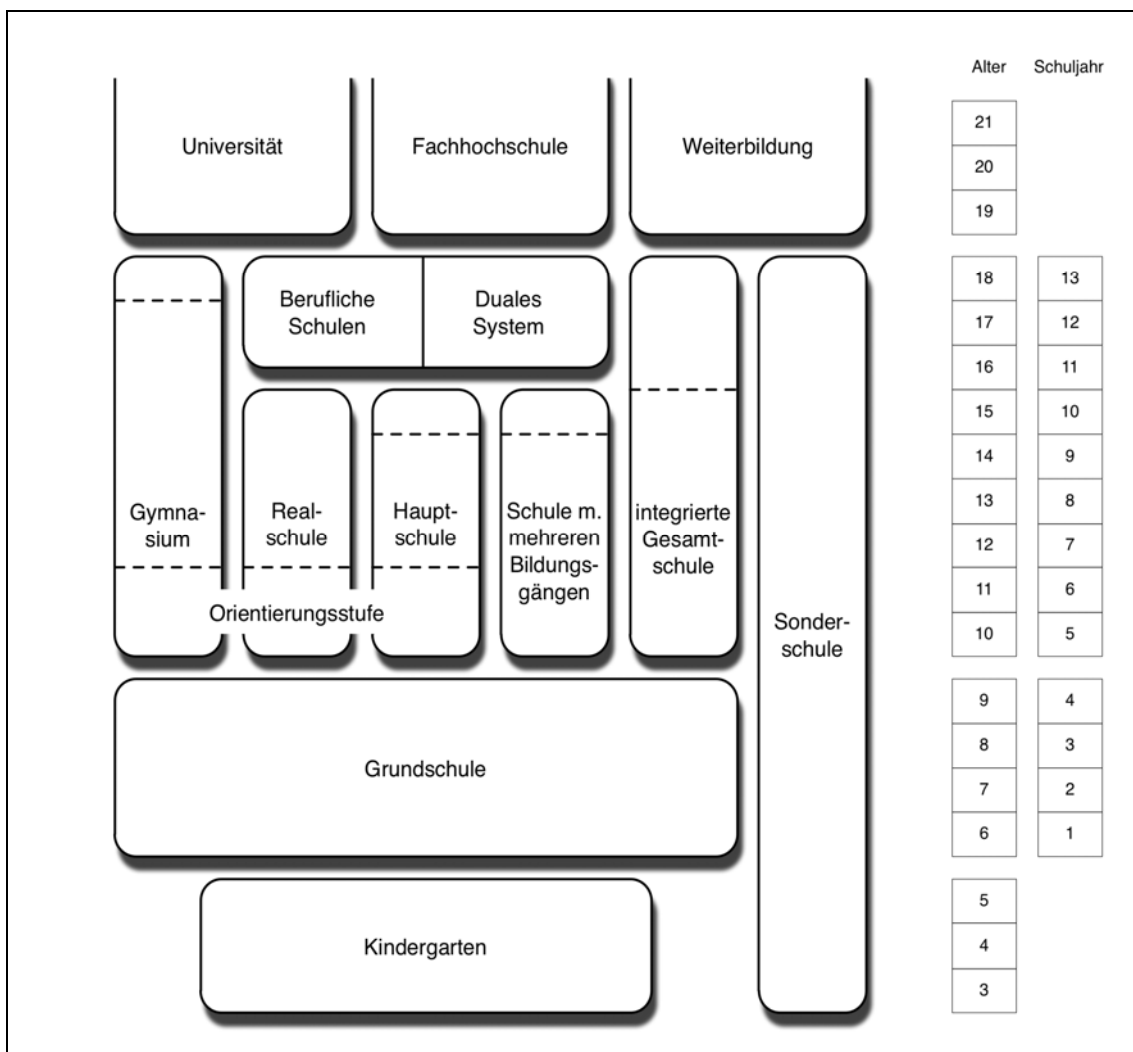 Alter Schuljahr
Universität Fachhochschule Weiterbildung
21
20
19
Berufliche
Schulen
Duales
System
18 13
17 12
16 11
15 10
14 9
13 8
12 7
11 6
10 5
Gymna-
sium
Real-
schule
Haupt-
schule
Schule m.
mehreren
Bildungs-
gängen
integrierte
Gesamt-
schule
Orientierungsstufe
Sonder-
schule
Grundschule
9 4
8 3
7 2
6 1
Kindergarten
5
4
3